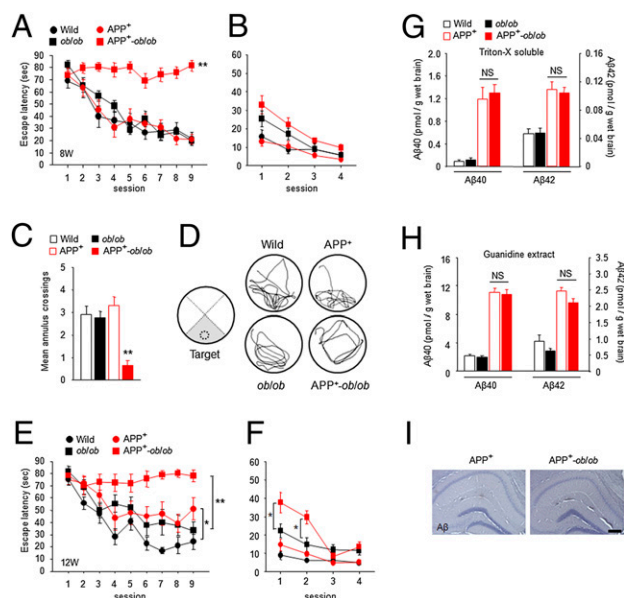 A
Wild
APP⁺
ob/ob
APP⁺-ob/ob
Escape latency (sec)
90
80
70
60
50
40
30
20
10
0
**
8W
1 2 3 4 5 6 7 8 9
session
B
60
50
40
30
20
10
0
1 2 3 4
session
C
Wild
ob/ob
APP⁺
APP⁺-ob/ob
Mean annulus crossings
5
4
3
2
1
0
**
D
Wild
APP⁺
Target
ob/ob
APP⁺-ob/ob
E
Wild
APP⁺
ob/ob
APP⁺-ob/ob
Escape latency (sec)
90
80
70
60
50
40
30
20
10
0
*
**
12W
1 2 3 4 5 6 7 8 9
session
F
60
50
40
30
20
10
0
*
*
1 2 3 4
session
G
Wild
ob/ob
APP⁺
APP⁺-ob/ob
Triton-X soluble
Aβ40 (pmol / g wet brain)
2.0
1.6
1.2
0.8
0.4
0.0
NS
NS
0.16
0.12
0.08
0.04
0
Aβ42
(pmol / g wet brain)
Aβ40
Aβ42
H
Guanidine extract
Aβ40 (pmol / g wet brain)
16
12
8
4
0
NS
NS
3.5
3.0
2.5
2.0
1.5
1.0
0.5
0.0
Aβ42 (pmol / g wet brain)
Aβ40
Aβ42
I
APP⁺
APP⁺-ob/ob
Aβ